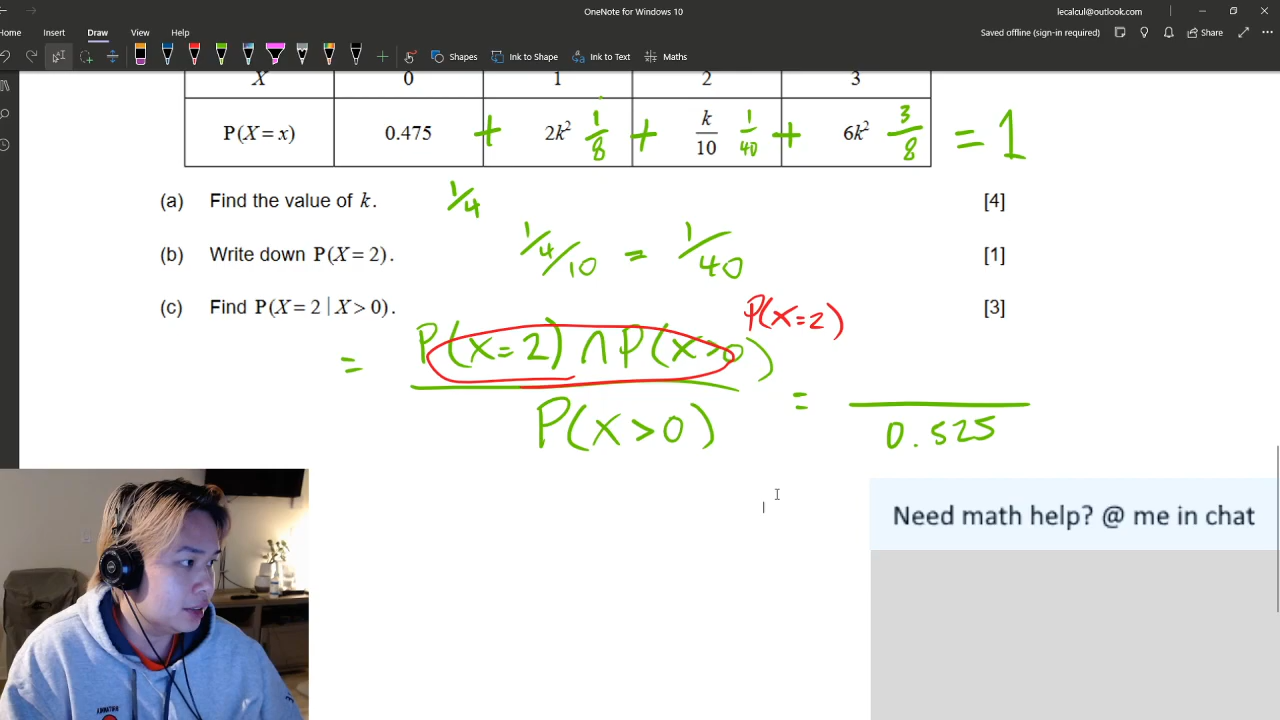 OneNote for Windows 10
lecalcul@outlook.com
Home Insert Draw View Help
Saved offline (sign-in required)
Share
Shapes Ink to Shape Ink to Text Maths
X 0 1 2 3
P(X = x) 0.475 + 2k² 1/8 + k/10 1/40 + 6k² 3/8 = 1
(a) Find the value of k. 1/4 [4]
(b) Write down P(X = 2). 1/4/10 = 1/40 [1]
(c) Find P(X = 2 | X > 0). [3]
P(X=2)
= P(X=2) ∩ P(X>0) / P(X>0) = / 0.525
Need math help? @ me in chat